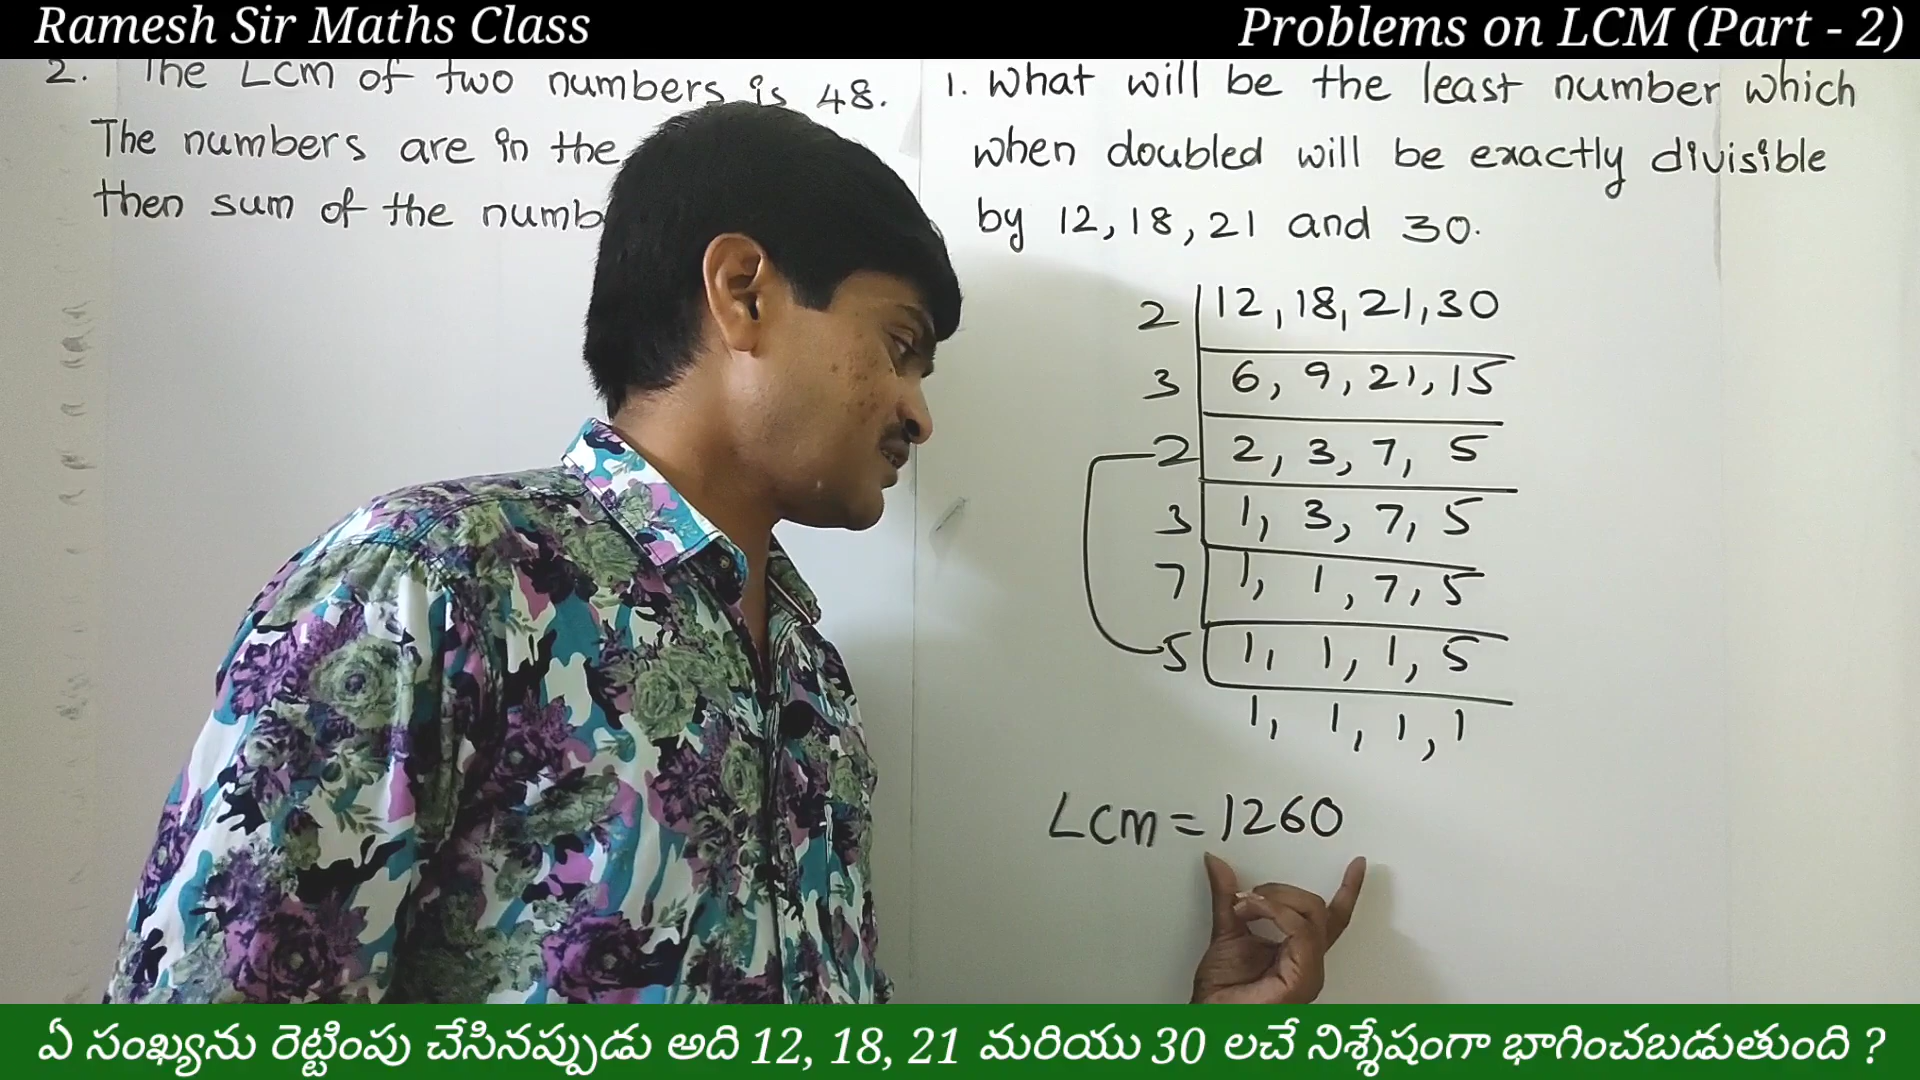 Ramesh Sir Maths Class
Problems on LCM (Part - 2)
2. The LCM of two numbers is 48.
The numbers are in the
then sum of the numb
1. What will be the least number which
when doubled will be exactly divisible
by 12, 18, 21 and 30.
2 12, 18, 21, 30
3 6, 9, 21, 15
2 2, 3, 7, 5
3 1, 3, 7, 5
7 1, 1, 7, 5
5 1, 1, 1, 5
1, 1, 1, 1
LCM = 1260
ఏ సంఖ్యను రెట్టింపు చేసినప్పుడు అది 12, 18, 21 మరియు 30 లచే నిశ్శేషంగా భాగించబడుతుంది ?